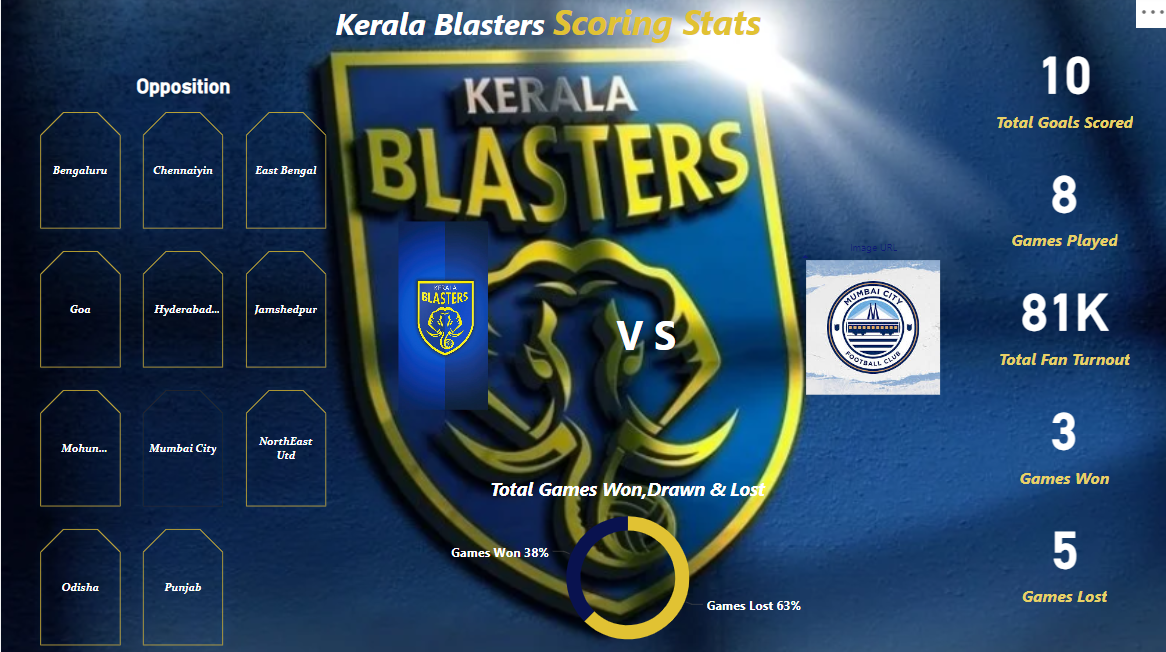 Kerala Blasters Scoring Stats
Opposition
Bengaluru
Chennaiyin
East Bengal
Goa
Hyderabad...
Jamshedpur
Mohun...
Mumbai City
NorthEast
Utd
Odisha
Punjab
KERALA
BLASTERS
KERALA
BLASTERS
VS
Image URL
MUMBAI CITY
FOOTBALL CLUB
Total Games Won,Drawn & Lost
Games Won 38%
Games Lost 63%
10
Total Goals Scored
8
Games Played
81K
Total Fan Turnout
3
Games Won
5
Games Lost